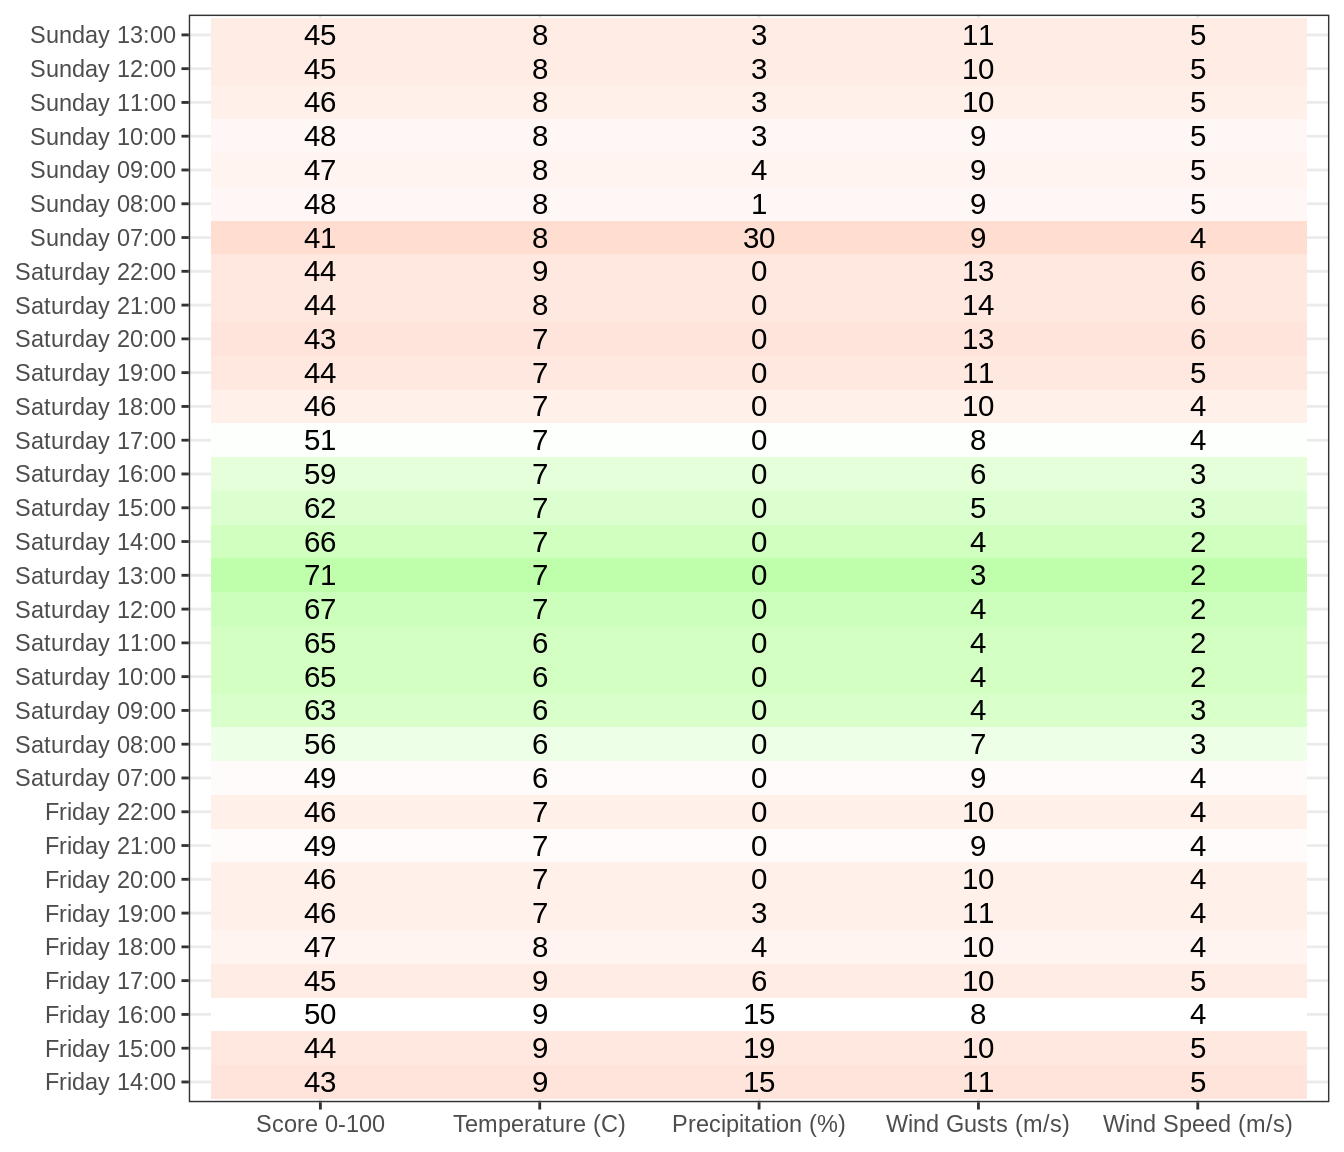 Sunday 13:00 45 8 3 11 5
Sunday 12:00 45 8 3 10 5
Sunday 11:00 46 8 3 10 5
Sunday 10:00 48 8 3 9 5
Sunday 09:00 47 8 4 9 5
Sunday 08:00 48 8 1 9 5
Sunday 07:00 41 8 30 9 4
Saturday 22:00 44 9 0 13 6
Saturday 21:00 44 8 0 14 6
Saturday 20:00 43 7 0 13 6
Saturday 19:00 44 7 0 11 5
Saturday 18:00 46 7 0 10 4
Saturday 17:00 51 7 0 8 4
Saturday 16:00 59 7 0 6 3
Saturday 15:00 62 7 0 5 3
Saturday 14:00 66 7 0 4 2
Saturday 13:00 71 7 0 3 2
Saturday 12:00 67 7 0 4 2
Saturday 11:00 65 6 0 4 2
Saturday 10:00 65 6 0 4 2
Saturday 09:00 63 6 0 4 3
Saturday 08:00 56 6 0 7 3
Saturday 07:00 49 6 0 9 4
Friday 22:00 46 7 0 10 4
Friday 21:00 49 7 0 9 4
Friday 20:00 46 7 0 10 4
Friday 19:00 46 7 3 11 4
Friday 18:00 47 8 4 10 4
Friday 17:00 45 9 6 10 5
Friday 16:00 50 9 15 8 4
Friday 15:00 44 9 19 10 5
Friday 14:00 43 9 15 11 5
Score 0-100 Temperature (C) Precipitation (%) Wind Gusts (m/s) Wind Speed (m/s)